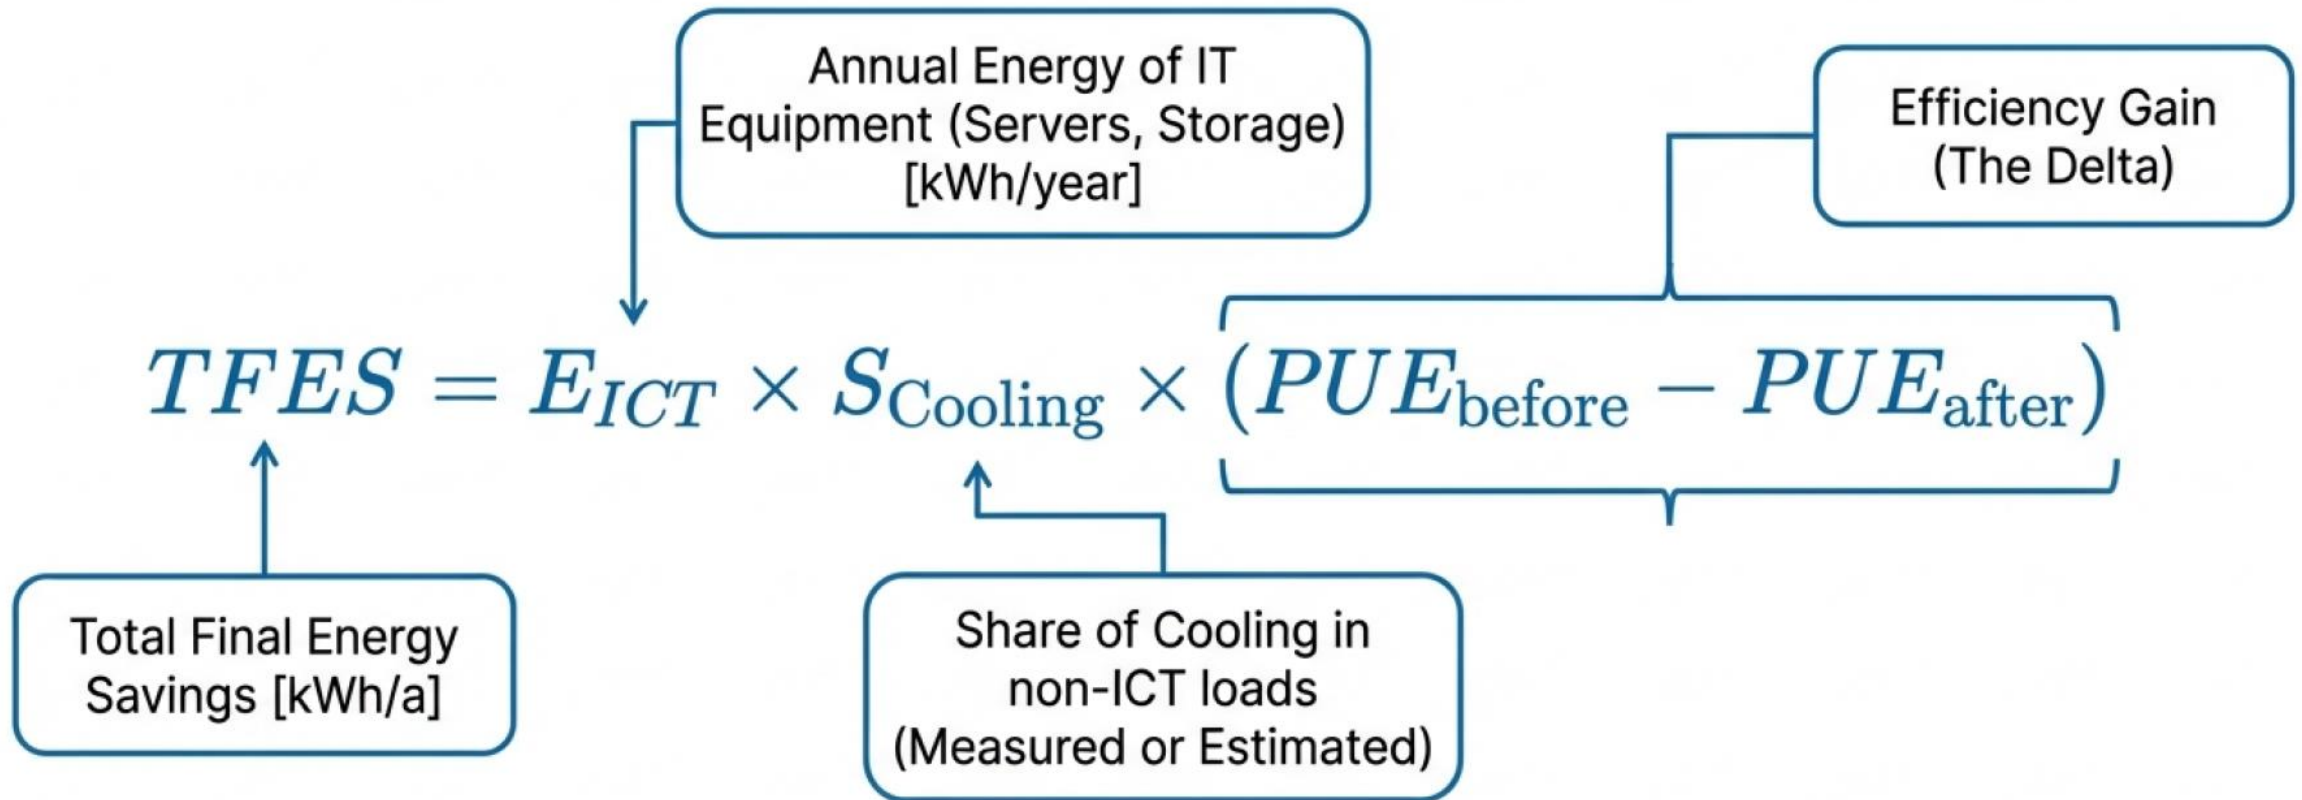 Annual Energy of IT
Equipment (Servers, Storage)
[kWh/year]
Efficiency Gain
(The Delta)
TFES = E_ICT × S_Cooling × (PUE_before − PUE_after)
Total Final Energy
Savings [kWh/a]
Share of Cooling in
non-ICT loads
(Measured or Estimated)